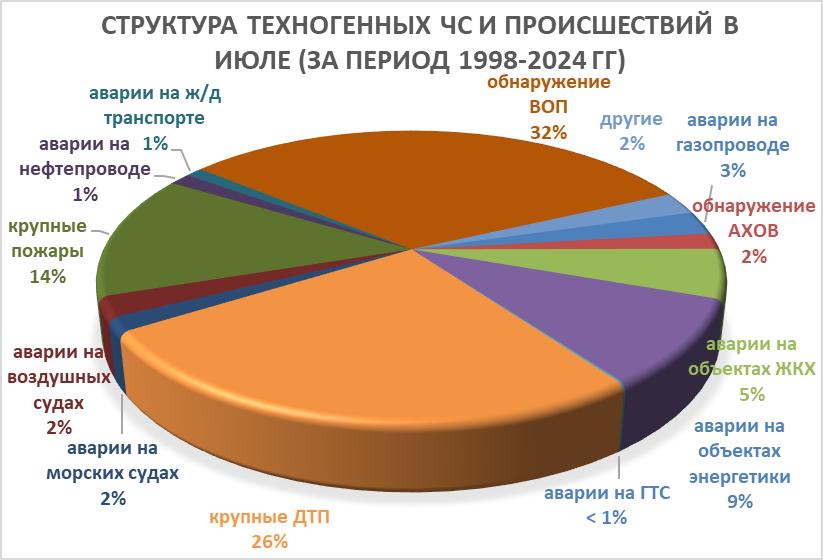 СТРУКТУРА ТЕХНОГЕННЫХ ЧС И ПРОИСШЕСТВИЙ В
ИЮЛЕ (ЗА ПЕРИОД 1998-2024 ГГ)
обнаружение
ВОП
32%
другие
2%
аварии на
газопроводе
3%
обнаружение
АХОВ
2%
аварии на
объектах ЖКХ
5%
аварии на
объектах
энергетики
9%
аварии на ГТС
< 1%
крупные ДТП
26%
аварии на
морских судах
2%
аварии на
воздушных
судах
2%
крупные
пожары
14%
аварии на
нефтепроводе
1%
аварии на ж/д
транспорте
1%